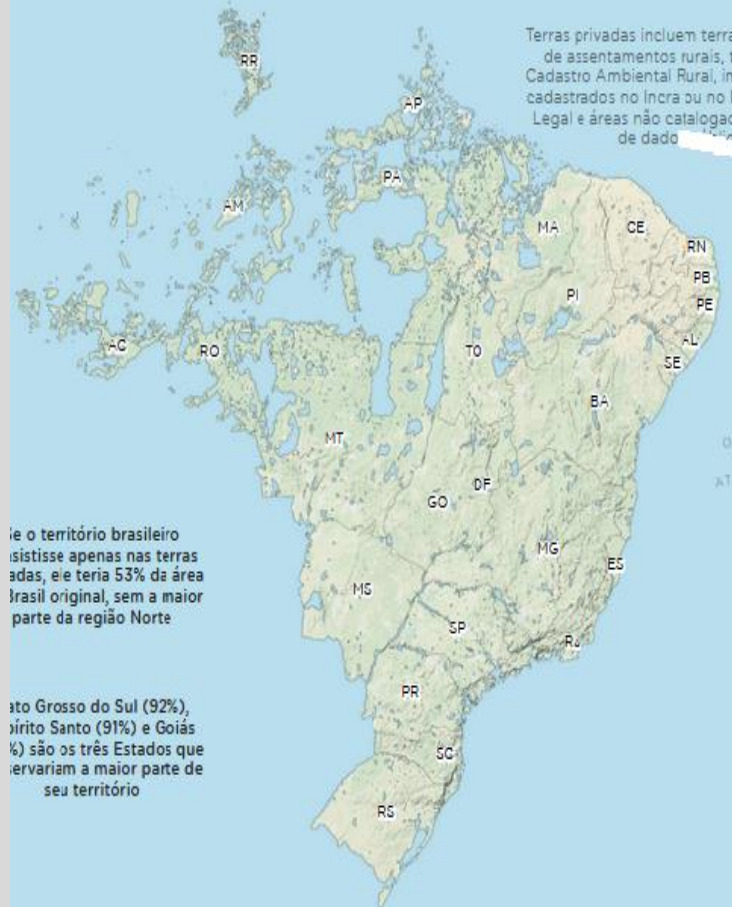 Terras privadas incluem terra
de assentamentos rurais, t
Cadastro Ambiental Rural, in
cadastrados no Incra ou no
Legal e áreas não catalogad
de dado
RR
AP
PA
AM
MA
CE
RN
PB
PI
PE
AL
AC
RO
TO
SE
BA
MT
DF
GO
MG
ES
MS
SP
PR
SC
RS
se o território brasileiro
nsistisse apenas nas terras
adas, ele teria 53% da área
Brasil original, sem a maior
parte da região Norte
ato Grosso do Sul (92%),
pírito Santo (91%) e Goiás
%) são os três Estados que
servariam a maior parte de
seu território